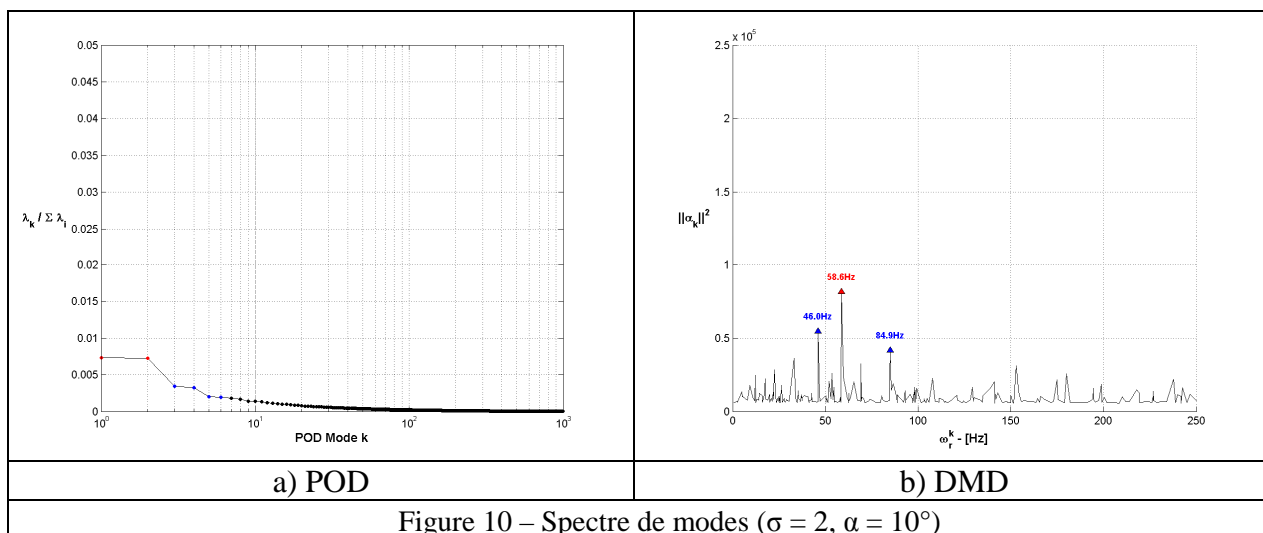 0.05
0.045
0.04
0.035
0.03
0.025
0.02
0.015
0.01
0.005
0
λk / Σ λi
10^0
10^1
10^2
10^3
POD Mode k
x 10^5
2.5
2
1.5
1
0.5
0
||αk||^2
58.6Hz
46.0Hz
84.9Hz
0
50
100
150
200
250
ω_r^k - [Hz]
a) POD
b) DMD
Figure 10 – Spectre de modes (σ = 2, α = 10°)